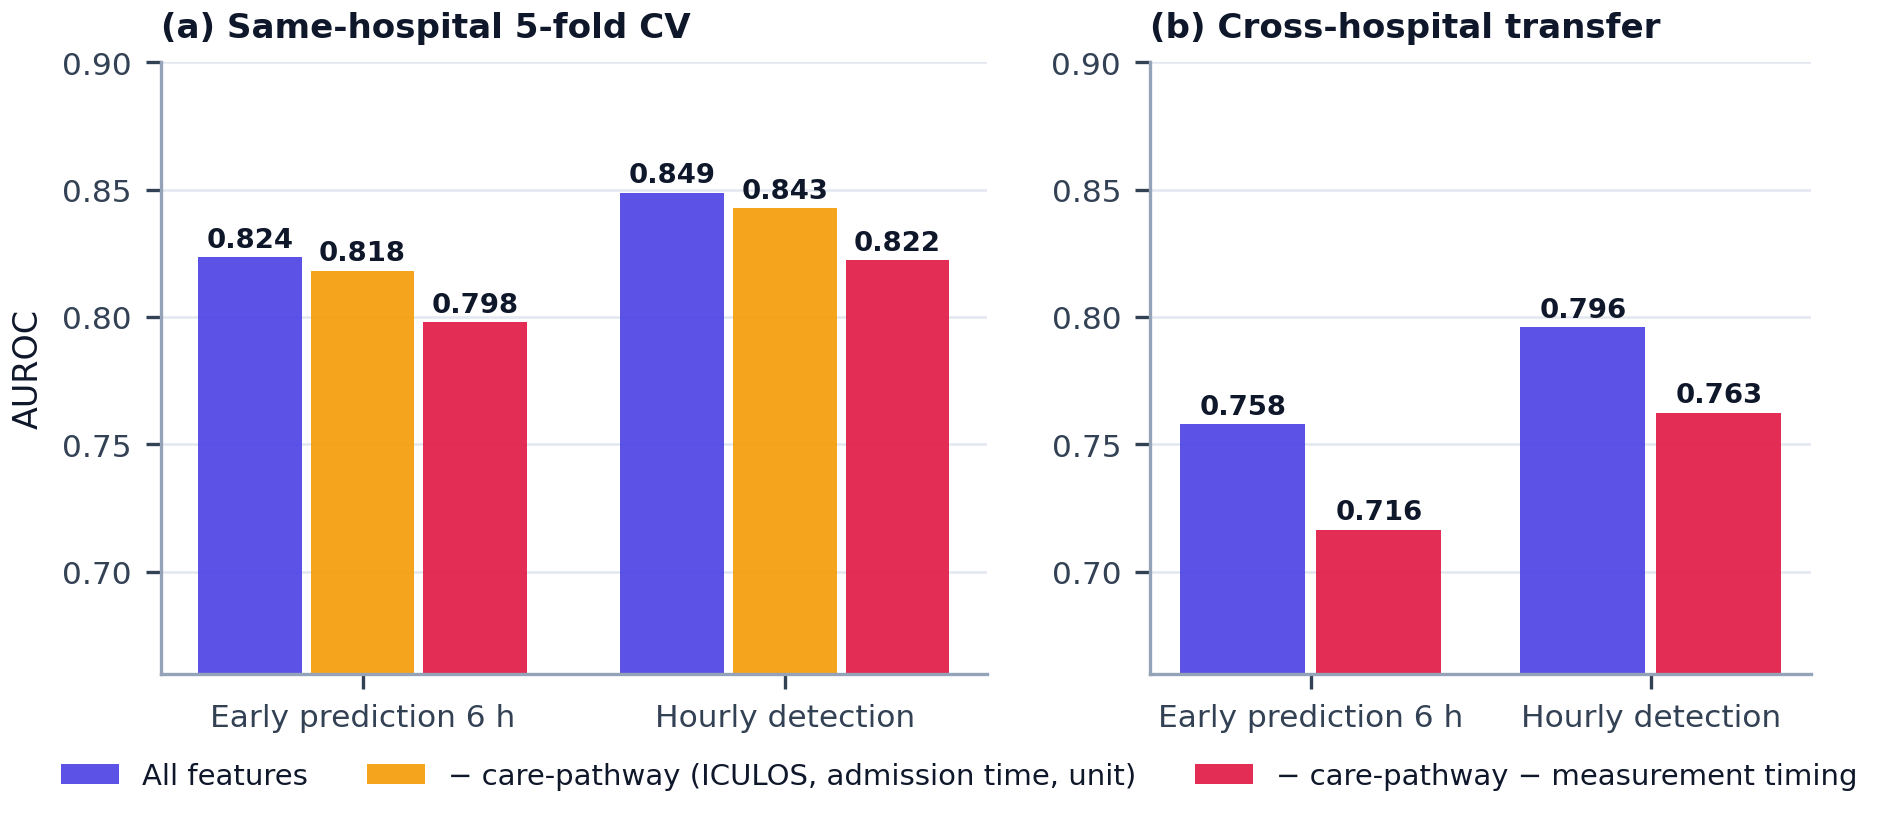 (a) Same-hospital 5-fold CV
AUROC
0.90
0.85
0.80
0.75
0.70
0.824
0.818
0.798
0.849
0.843
0.822
Early prediction 6 h
Hourly detection
(b) Cross-hospital transfer
0.90
0.85
0.80
0.75
0.70
0.758
0.716
0.796
0.763
Early prediction 6 h
Hourly detection
All features
− care-pathway (ICULOS, admission time, unit)
− care-pathway − measurement timing